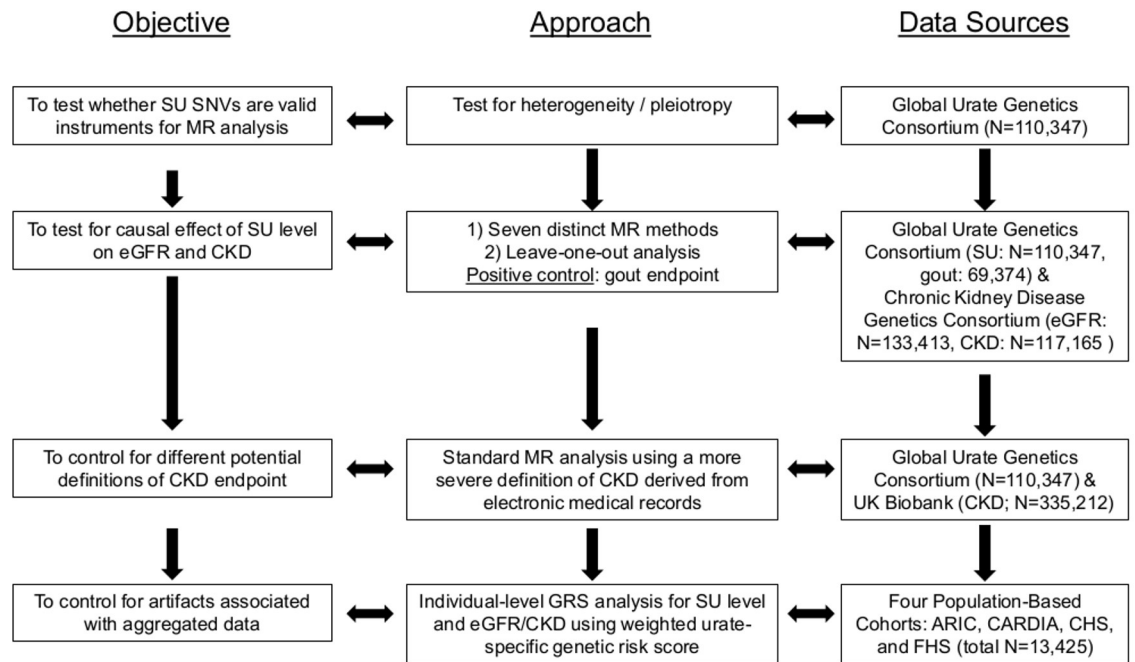 Objective
Approach
Data Sources
To test whether SU SNVs are valid
instruments for MR analysis
Test for heterogeneity / pleiotropy
Global Urate Genetics
Consortium (N=110,347)
To test for causal effect of SU level
on eGFR and CKD
1) Seven distinct MR methods
2) Leave-one-out analysis
Positive control: gout endpoint
Global Urate Genetics
Consortium (SU: N=110,347,
gout: 69,374) &
Chronic Kidney Disease
Genetics Consortium (eGFR:
N=133,413, CKD: N=117,165 )
To control for different potential
definitions of CKD endpoint
Standard MR analysis using a more
severe definition of CKD derived from
electronic medical records
Global Urate Genetics
Consortium (N=110,347) &
UK Biobank (CKD; N=335,212)
To control for artifacts associated
with aggregated data
Individual-level GRS analysis for SU level
and eGFR/CKD using weighted urate-
specific genetic risk score
Four Population-Based
Cohorts: ARIC, CARDIA, CHS,
and FHS (total N=13,425)